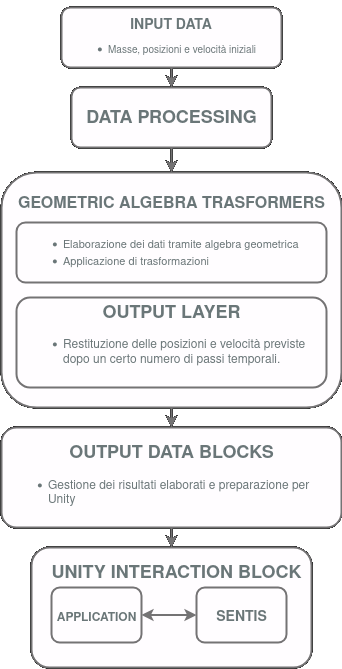 INPUT DATA
• Masse, posizioni e velocità iniziali
DATA PROCESSING
GEOMETRIC ALGEBRA TRASFORMERS
• Elaborazione dei dati tramite algebra geometrica
• Applicazione di trasformazioni
OUTPUT LAYER
• Restituzione delle posizioni e velocità previste
dopo un certo numero di passi temporali.
OUTPUT DATA BLOCKS
• Gestione dei risultati elaborati e preparazione per
Unity
UNITY INTERACTION BLOCK
APPLICATION
SENTIS